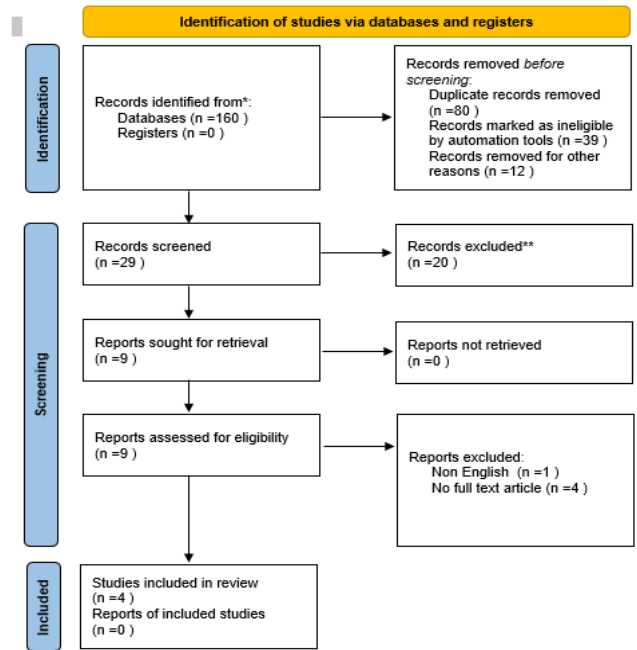 Identification of studies via databases and registers
Identification
Records identified from*:
Databases (n =160 )
Registers (n =0 )
Records removed before
screening:
Duplicate records removed
(n =80 )
Records marked as ineligible
by automation tools (n =39 )
Records removed for other
reasons (n =12 )
Screening
Records screened
(n =29 )
Records excluded**
(n =20 )
Reports sought for retrieval
(n =9 )
Reports not retrieved
(n =0 )
Reports assessed for eligibility
(n =9 )
Reports excluded:
Non English (n =1 )
No full text article (n =4 )
Included
Studies included in review
(n =4 )
Reports of included studies
(n =0 )